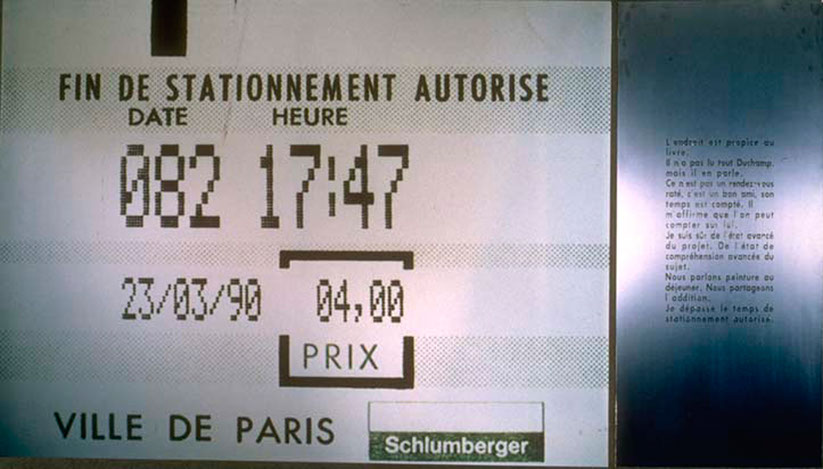 FIN DE STATIONNEMENT AUTORISE
DATE HEURE
082 17:47
23/03/90 04,00
PRIX
VILLE DE PARIS
Schlumberger
L'endroit est propice au
livre.
Il n'a pas lu tout Duchamp,
mais il en parle.
Ce n'est pas un rendez-vous
raté, c'est un bon ami, son
temps est compté. Il
m'affirme que l'on peut
compter sur lui.
Je suis sûr de l'état avancé
du projet. De l'état de
compréhension avancée du
sujet.
Nous parlons peinture au
déjeuner. Nous partageons
l'addition.
Je dépasse le temps de
stationnement autorisé.